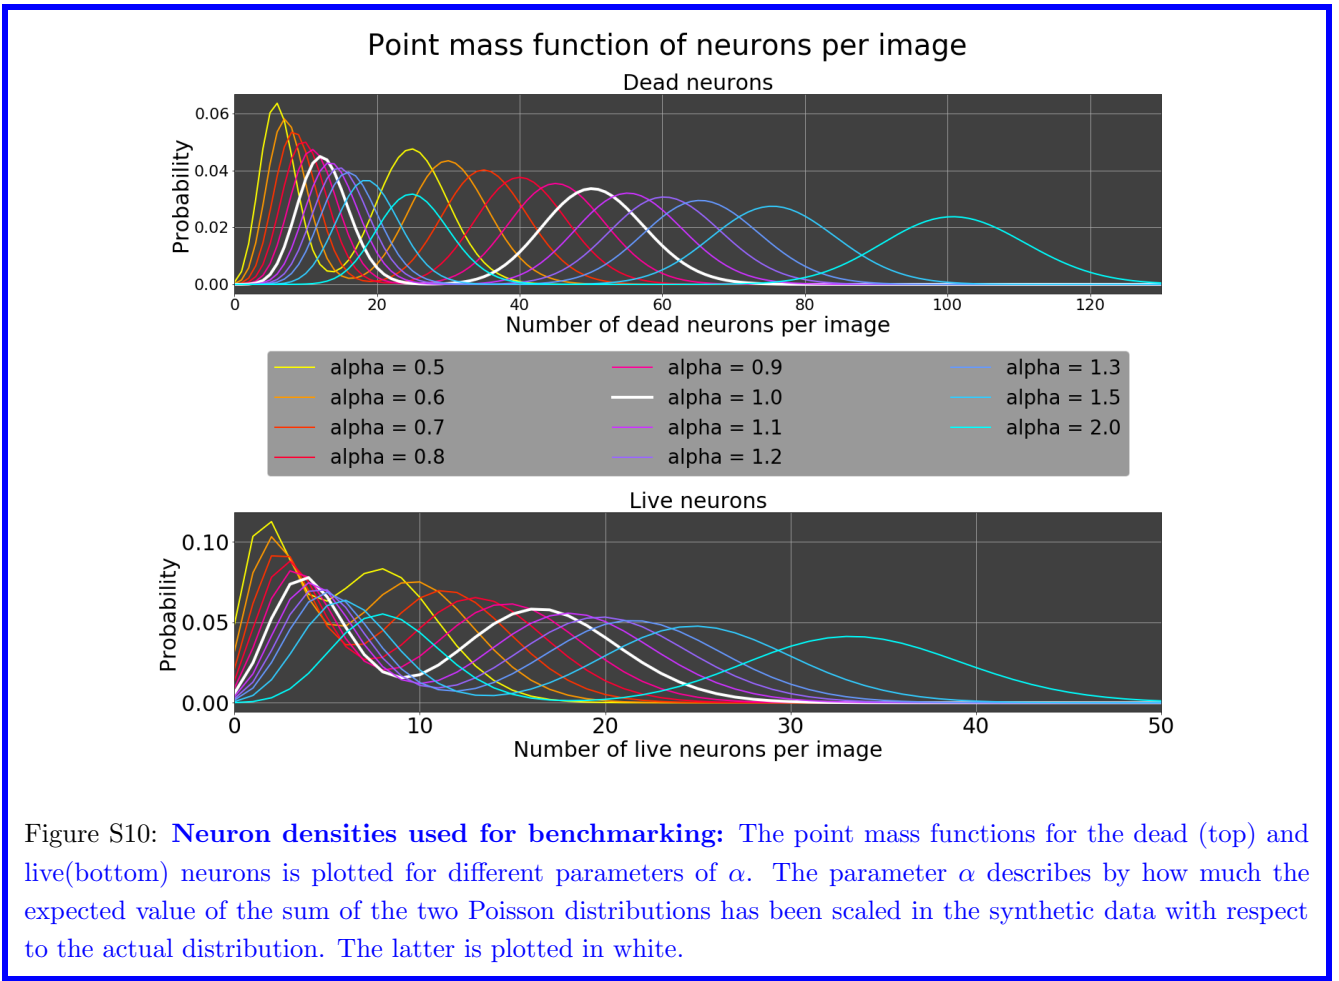 Point mass function of neurons per image
Dead neurons
0.06
0.04
0.02
0.00
Probability
0 20 40 60 80 100 120
Number of dead neurons per image
alpha = 0.5 alpha = 0.9 alpha = 1.3
alpha = 0.6 alpha = 1.0 alpha = 1.5
alpha = 0.7 alpha = 1.1 alpha = 2.0
alpha = 0.8 alpha = 1.2
Live neurons
0.10
0.05
0.00
Probability
0 10 20 30 40 50
Number of live neurons per image
Figure S10: Neuron densities used for benchmarking: The point mass functions for the dead (top) and
live(bottom) neurons is plotted for different parameters of α. The parameter α describes by how much the
expected value of the sum of the two Poisson distributions has been scaled in the synthetic data with respect
to the actual distribution. The latter is plotted in white.